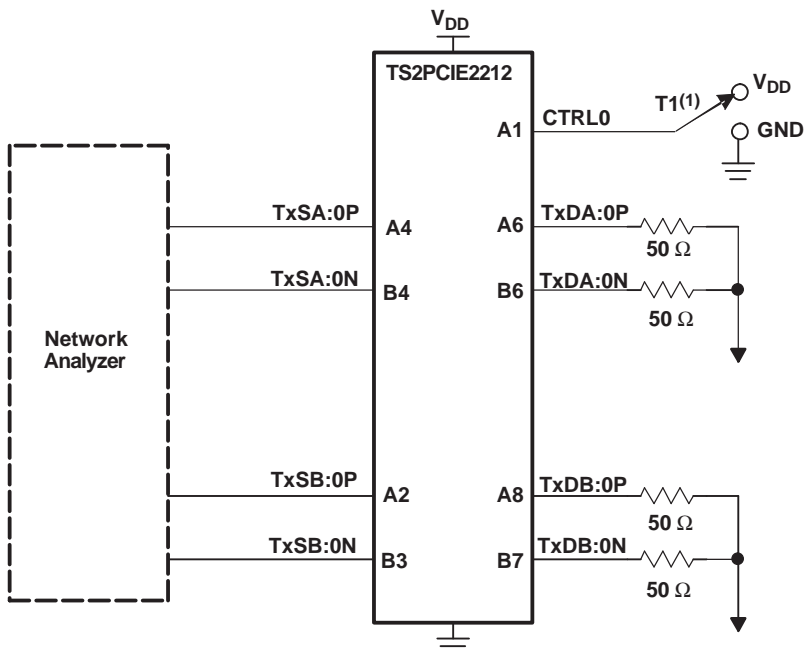 VDD
TS2PCIE2212
VDD
T1(1)
A1
CTRL0
GND
TxSA:0P
A4
A6
TxDA:0P
50 Ω
TxSA:0N
B4
B6
TxDA:0N
50 Ω
Network
Analyzer
TxSB:0P
A2
A8
TxDB:0P
50 Ω
TxSB:0N
B3
B7
TxDB:0N
50 Ω